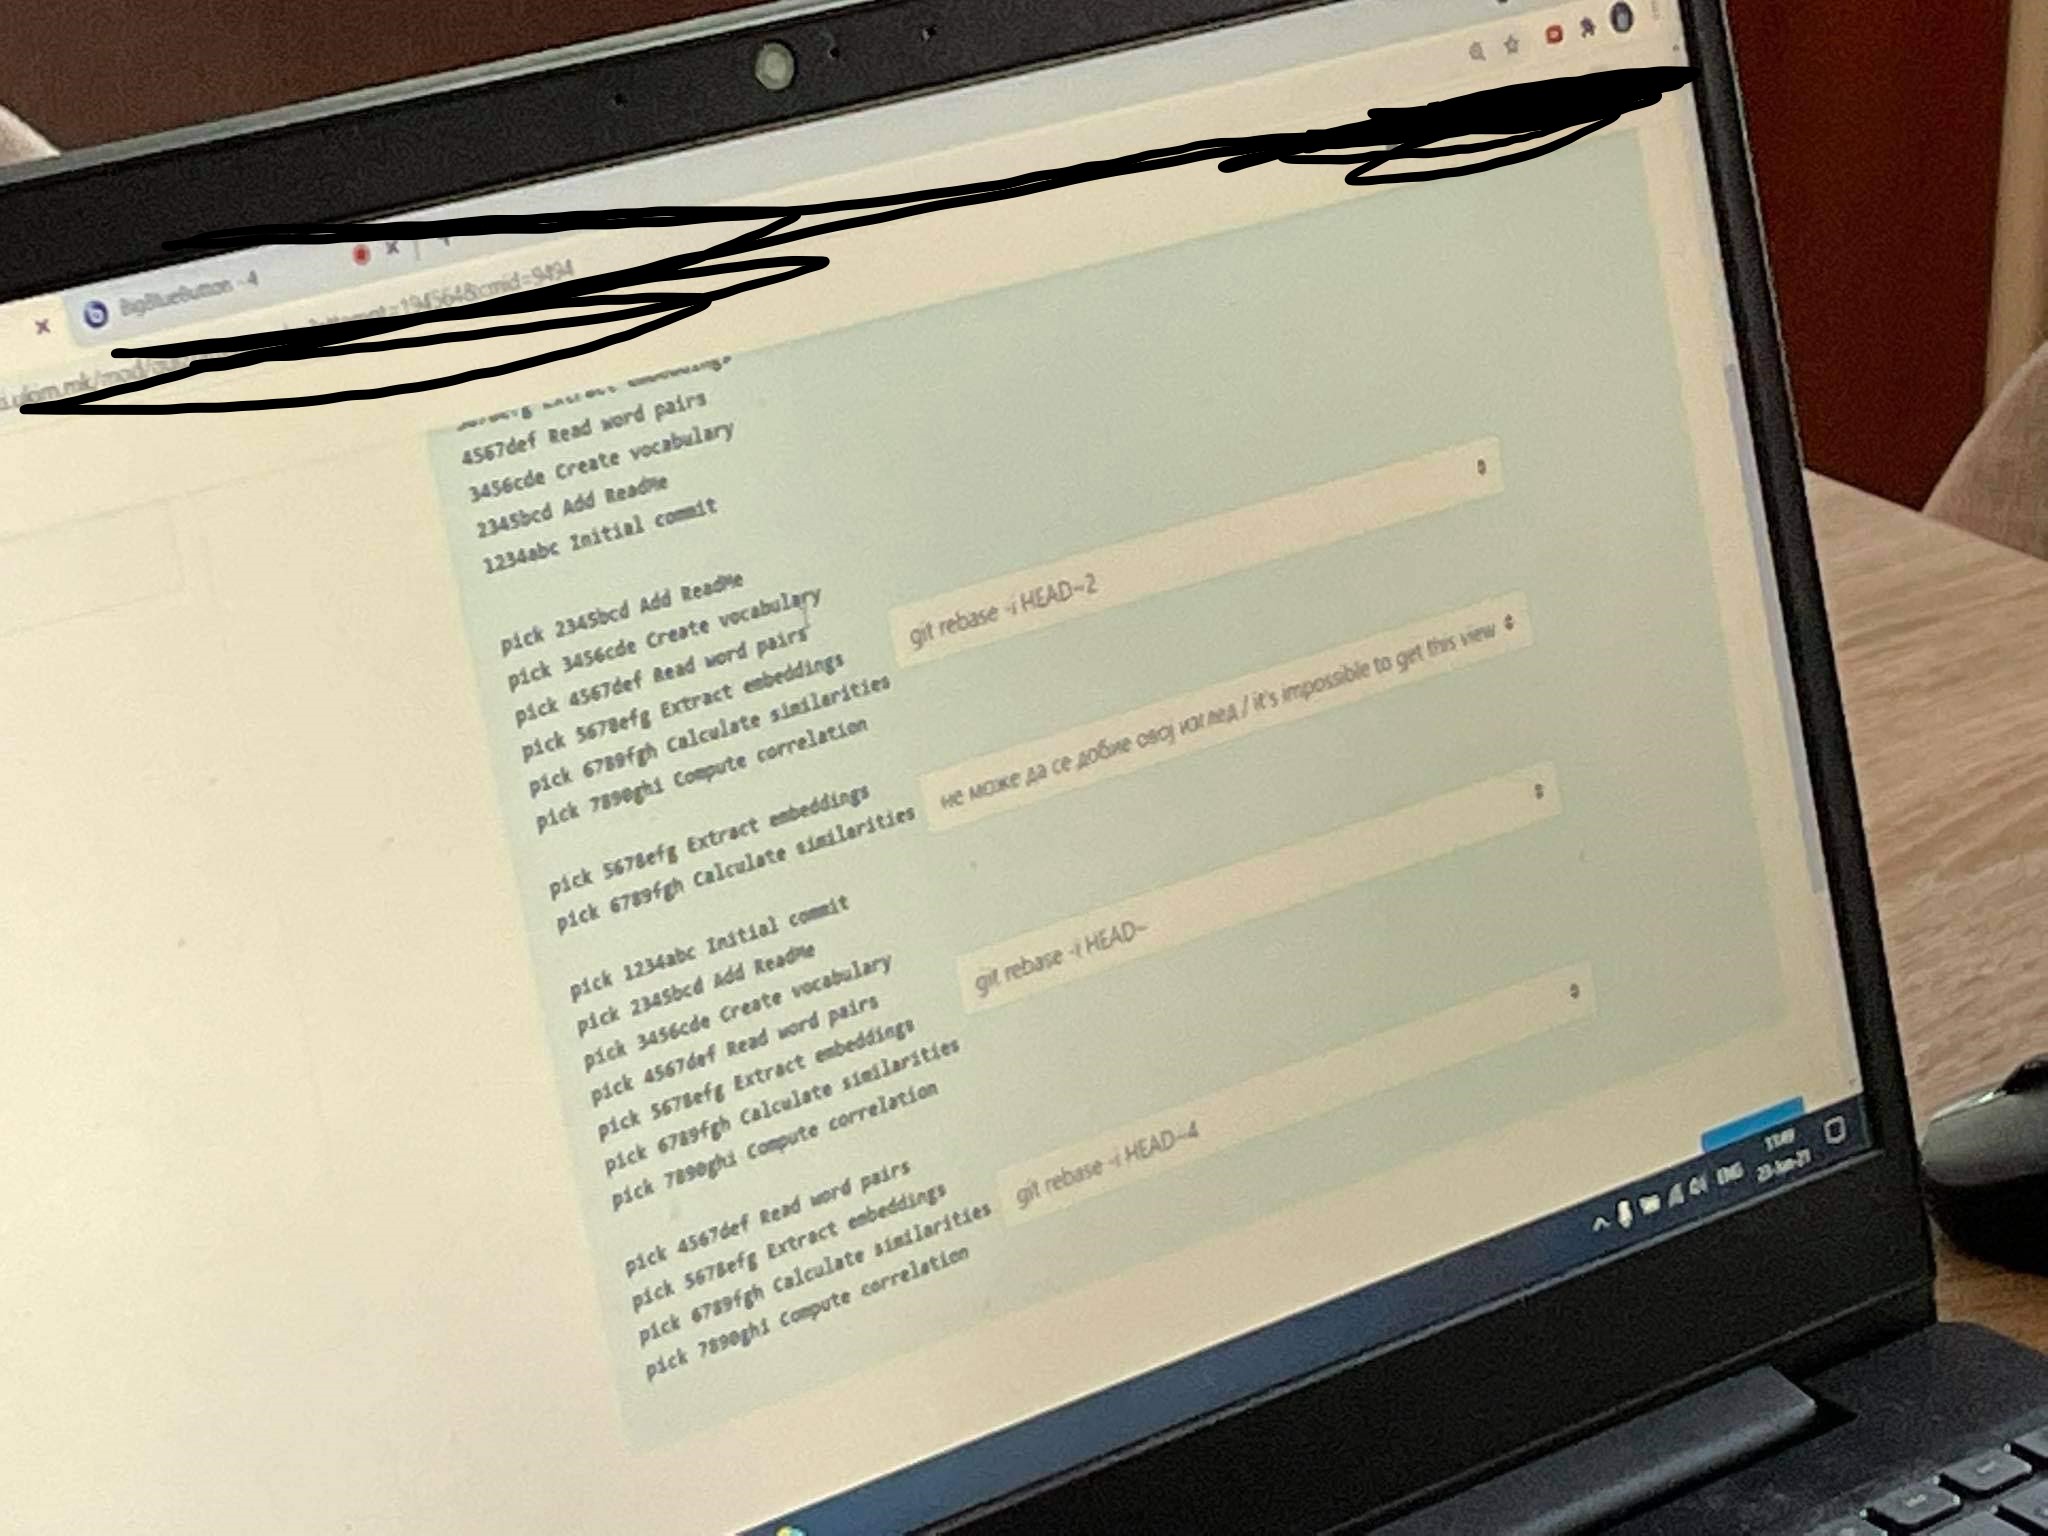 BigBlueButton - 4
attempt=194564&cmid=9494
4567def Read word pairs
3456cde Create vocabulary
2345bcd Add ReadMe
1234abc Initial commit
pick 2345bcd Add ReadMe
pick 3456cde Create vocabulary
pick 4567def Read word pairs
pick 5678efg Extract embeddings
pick 6789fgh Calculate similarities
pick 7890ghi Compute correlation
git rebase -i HEAD~2
pick 5678efg Extract embeddings
pick 6789fgh Calculate similarities
не може да се добие овој изглед / it's impossible to get this view
pick 1234abc Initial commit
pick 2345bcd Add ReadMe
pick 3456cde Create vocabulary
pick 4567def Read word pairs
pick 5678efg Extract embeddings
pick 6789fgh Calculate similarities
pick 7890ghi Compute correlation
git rebase -i HEAD~
pick 4567def Read word pairs
pick 5678efg Extract embeddings
pick 6789fgh Calculate similarities
pick 7890ghi Compute correlation
git rebase -i HEAD~4
ENG